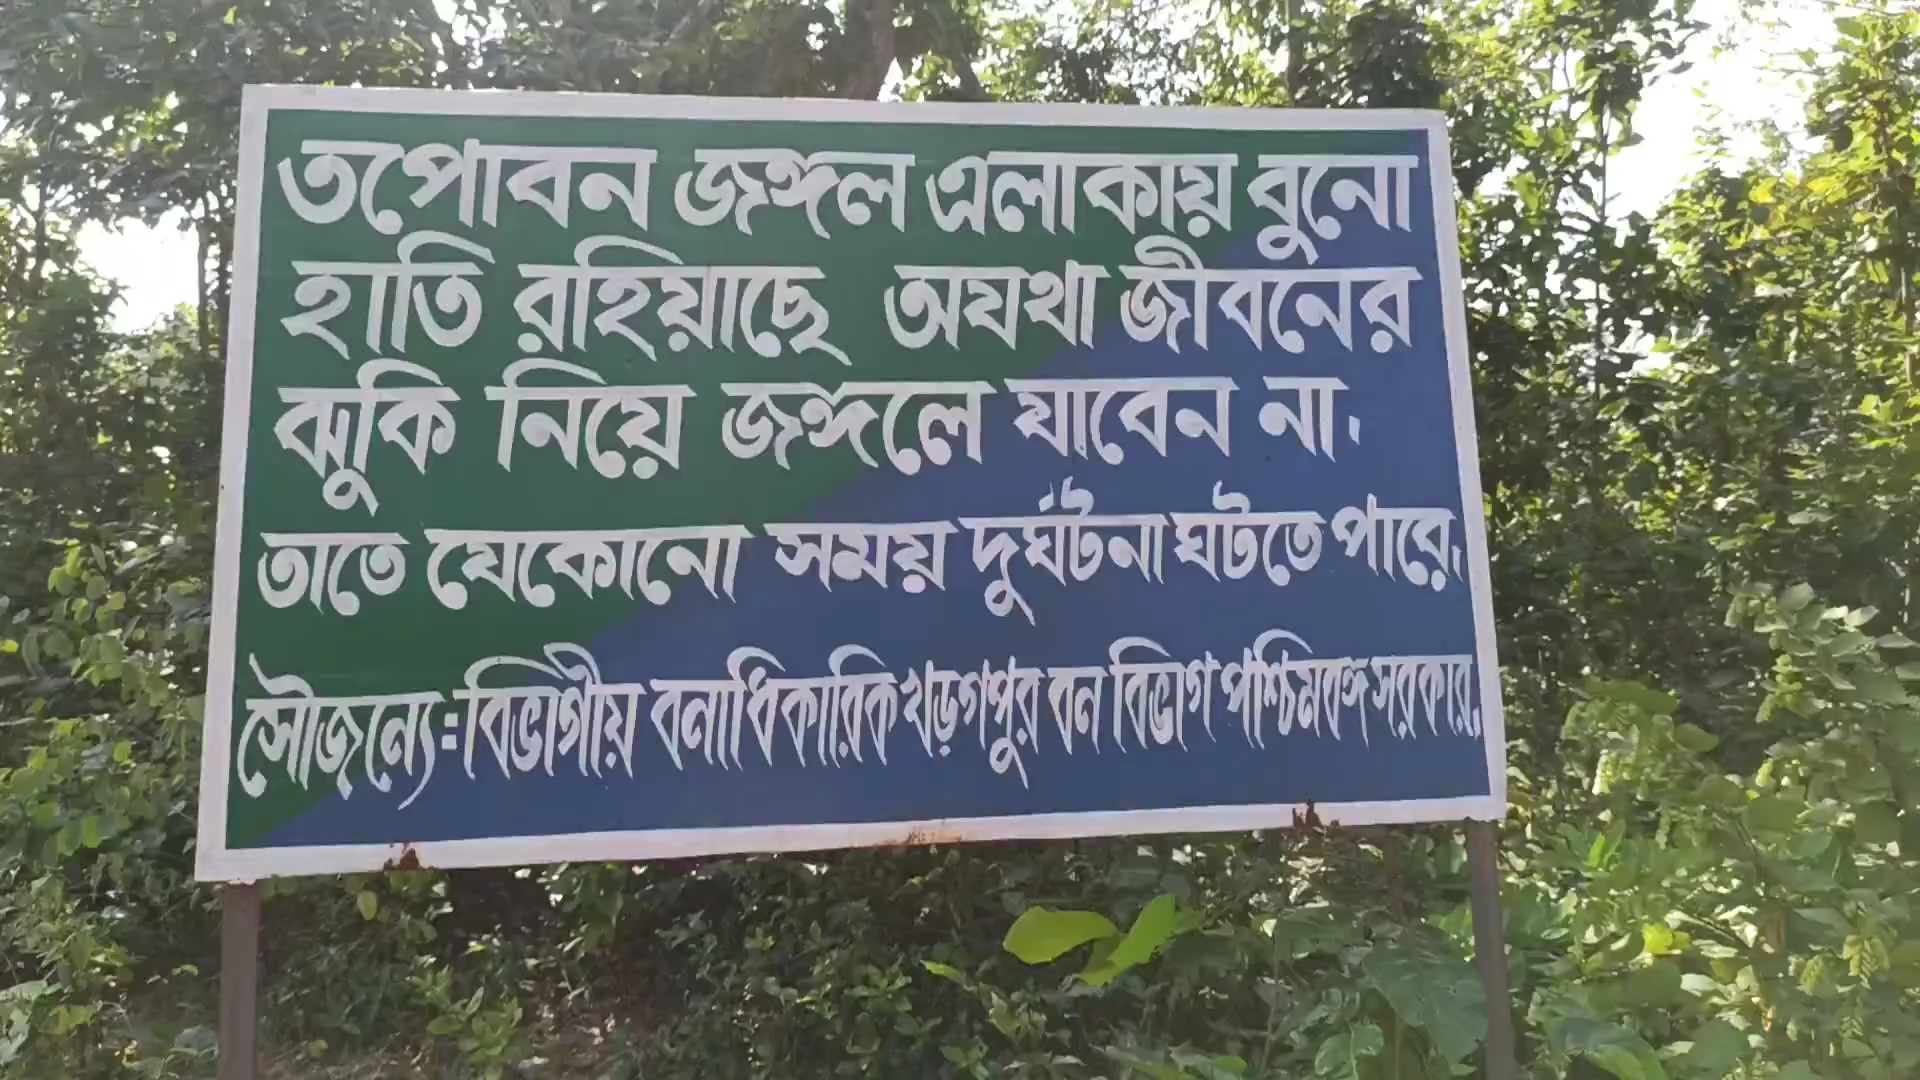 তপোবন জঙ্গল এলাকায় বুনো
হাতি রহিয়াছে অযথা জীবনের
ঝুকি নিয়ে জঙ্গলে যাবেন না।
তাতে যেকোনো সময় দুর্ঘটনা ঘটতে পারে,
সৌজন্যে:=বিভাগীয় বনাধিকারিক খড়গপুর বন বিভাগ পশ্চিমবঙ্গ সরকার,